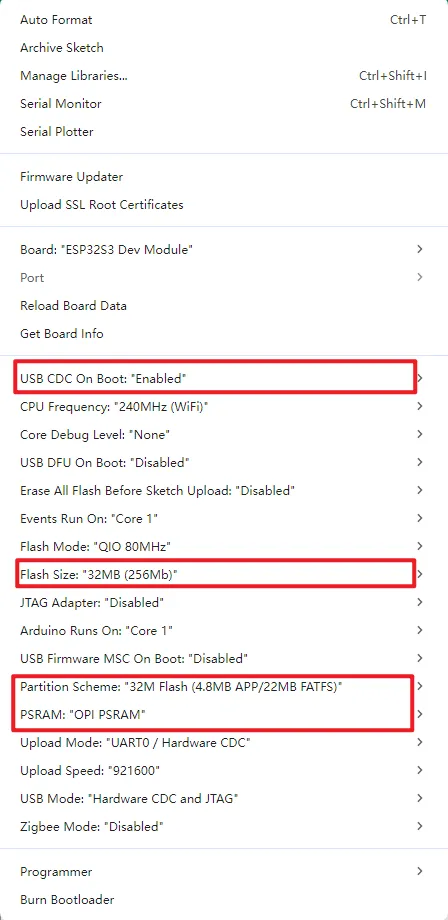 Auto Format Ctrl+T
Archive Sketch
Manage Libraries... Ctrl+Shift+I
Serial Monitor Ctrl+Shift+M
Serial Plotter
Firmware Updater
Upload SSL Root Certificates
Board: "ESP32S3 Dev Module"
Port
Reload Board Data
Get Board Info
USB CDC On Boot: "Enabled"
CPU Frequency: "240MHz (WiFi)"
Core Debug Level: "None"
USB DFU On Boot: "Disabled"
Erase All Flash Before Sketch Upload: "Disabled"
Events Run On: "Core 1"
Flash Mode: "QIO 80MHz"
Flash Size: "32MB (256Mb)"
JTAG Adapter: "Disabled"
Arduino Runs On: "Core 1"
USB Firmware MSC On Boot: "Disabled"
Partition Scheme: "32M Flash (4.8MB APP/22MB FATFS)"
PSRAM: "OPI PSRAM"
Upload Mode: "UART0 / Hardware CDC"
Upload Speed: "921600"
USB Mode: "Hardware CDC and JTAG"
Zigbee Mode: "Disabled"
Programmer
Burn Bootloader